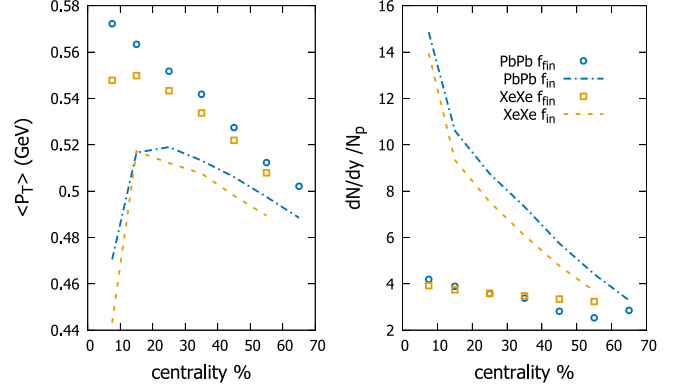 <P_T> (GeV)
0.58
0.56
0.54
0.52
0.5
0.48
0.46
0.44
0 10 20 30 40 50 60 70
centrality %
dN/dy /N_p
16
14
12
10
8
6
4
2
PbPb f_fin
PbPb f_in
XeXe f_fin
XeXe f_in
0 10 20 30 40 50 60 70
centrality %